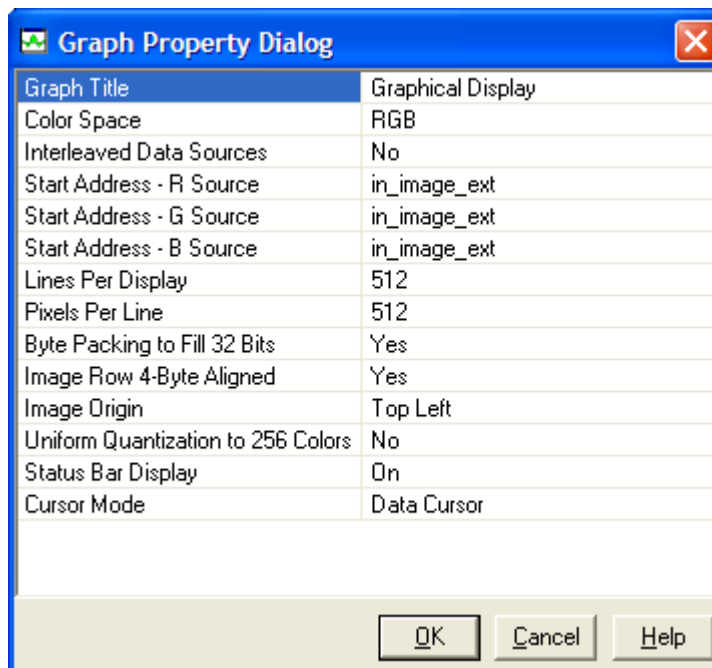 Graph Property Dialog
Graph Title Graphical Display
Color Space RGB
Interleaved Data Sources No
Start Address - R Source in_image_ext
Start Address - G Source in_image_ext
Start Address - B Source in_image_ext
Lines Per Display 512
Pixels Per Line 512
Byte Packing to Fill 32 Bits Yes
Image Row 4-Byte Aligned Yes
Image Origin Top Left
Uniform Quantization to 256 Colors No
Status Bar Display On
Cursor Mode Data Cursor
OK Cancel Help